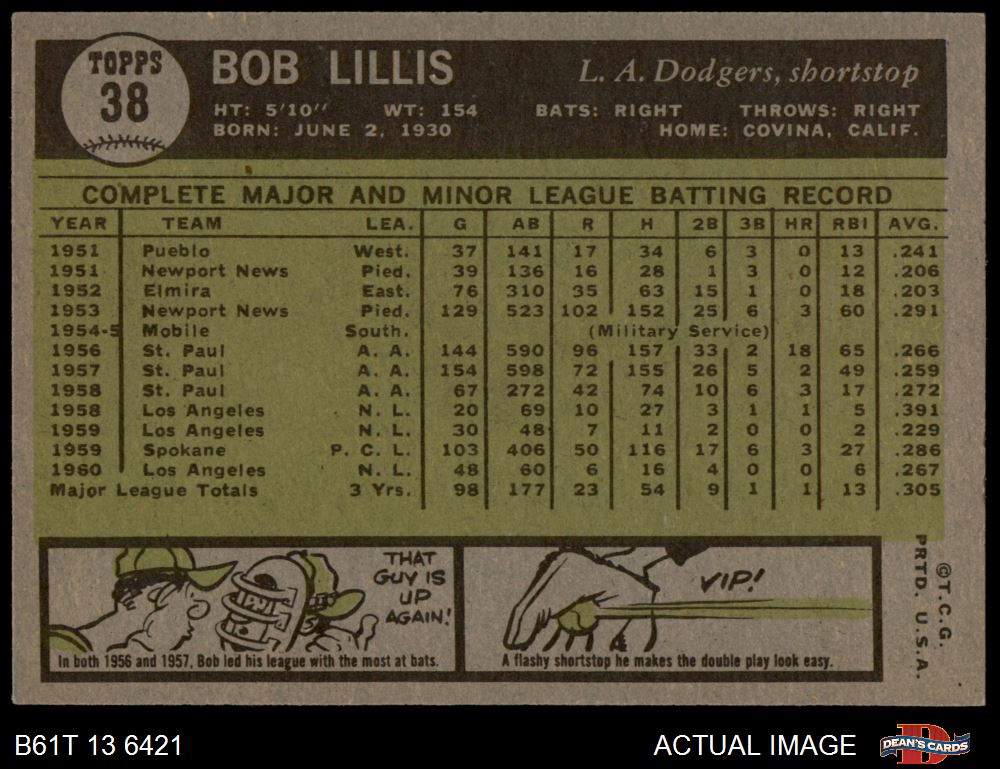 TOPPS
38
BOB LILLIS
L. A. Dodgers, shortstop
HT: 5'10" WT: 154 BATS: RIGHT THROWS: RIGHT
BORN: JUNE 2, 1930 HOME: COVINA, CALIF.
COMPLETE MAJOR AND MINOR LEAGUE BATTING RECORD
YEAR TEAM LEA. G AB R H 2B 3B HR RBI AVG.
1951 Pueblo West. 37 141 17 34 6 3 0 13 .241
1951 Newport News Pied. 39 136 16 28 1 3 0 12 .206
1952 Elmira East. 76 310 35 63 15 1 0 18 .203
1953 Newport News Pied. 129 523 102 152 25 6 3 60 .291
1954-5 Mobile South. (Military Service)
1956 St. Paul A. A. 144 590 96 157 33 2 18 65 .266
1957 St. Paul A. A. 154 598 72 155 26 5 2 49 .259
1958 St. Paul A. A. 67 272 42 74 10 6 3 17 .272
1958 Los Angeles N. L. 20 69 10 27 3 1 1 5 .391
1959 Los Angeles N. L. 30 48 7 11 2 0 0 2 .229
1959 Spokane P. C. L. 103 406 50 116 17 6 3 27 .286
1960 Los Angeles N. L. 48 60 6 16 4 0 0 6 .267
Major League Totals 3 Yrs. 98 177 23 54 9 1 1 13 .305
THAT
GUY IS
UP
AGAIN!
In both 1956 and 1957, Bob led his league with the most at bats.
VIP!
A flashy shortstop he makes the double play look easy.
© T. C. G.
PRTD. U. S. A.
B61T 13 6421
ACTUAL IMAGE
DEAN'S CARDS